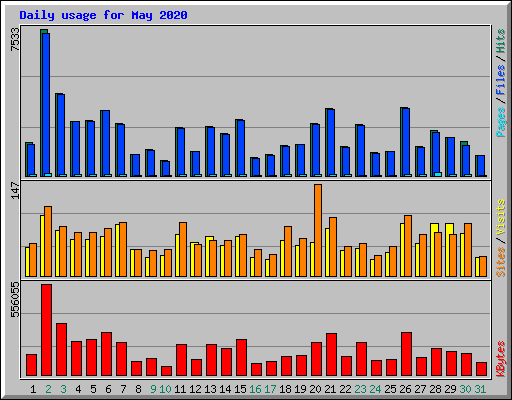 Daily usage for May 2020
7533
Pages / Files / Hits
147
Sites / Visits
556055
KBytes
1 2 3 4 5 6 7 8 9 10 11 12 13 14 15 16 17 18 19 20 21 22 23 24 25 26 27 28 29 30 31